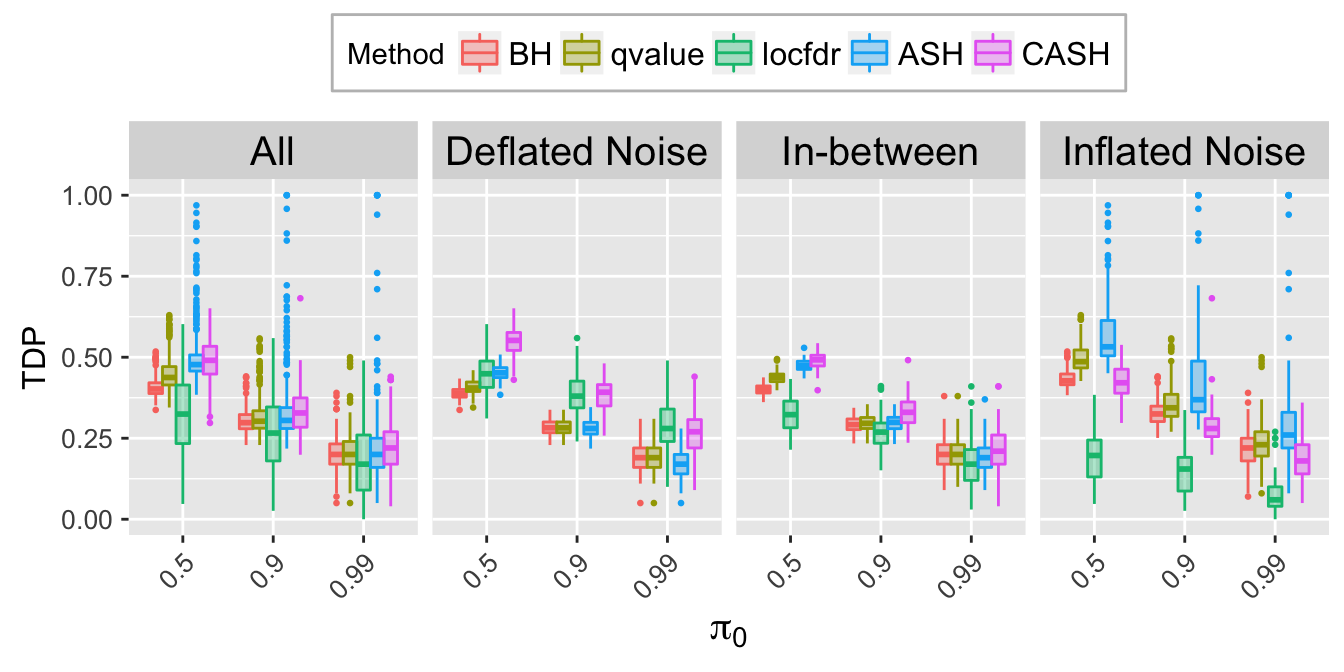 Method BH qvalue locfdr ASH CASH
All Deflated Noise In-between Inflated Noise
1.00
0.75
0.50
0.25
0.00
TDP
0.5 0.9 0.99 0.5 0.9 0.99 0.5 0.9 0.99 0.5 0.9 0.99
π0